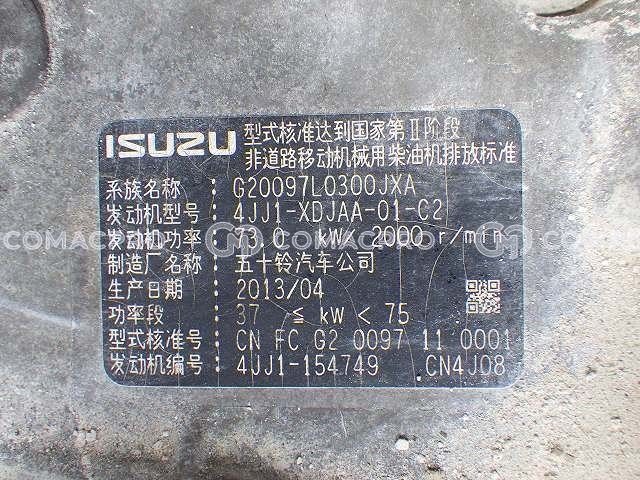 ISUZU 型式核准达到国家第Ⅱ阶段
非道路移动机械用柴油机排放标准
系族名称： G20097L0300JXA
发动机型号： 4JJ1-XDJAA-01-C2
发动机功率： 73.0 kW/ 2000 r/min
制造厂名称： 五十铃汽车公司
生产日期： 2013/04
功率段： 37 ≦ kW < 75
型式核准号： CN FC G2 0097 11 0001
发动机编号： 4JJ1-154749 CN4J08
COMACHOO COMACHOO